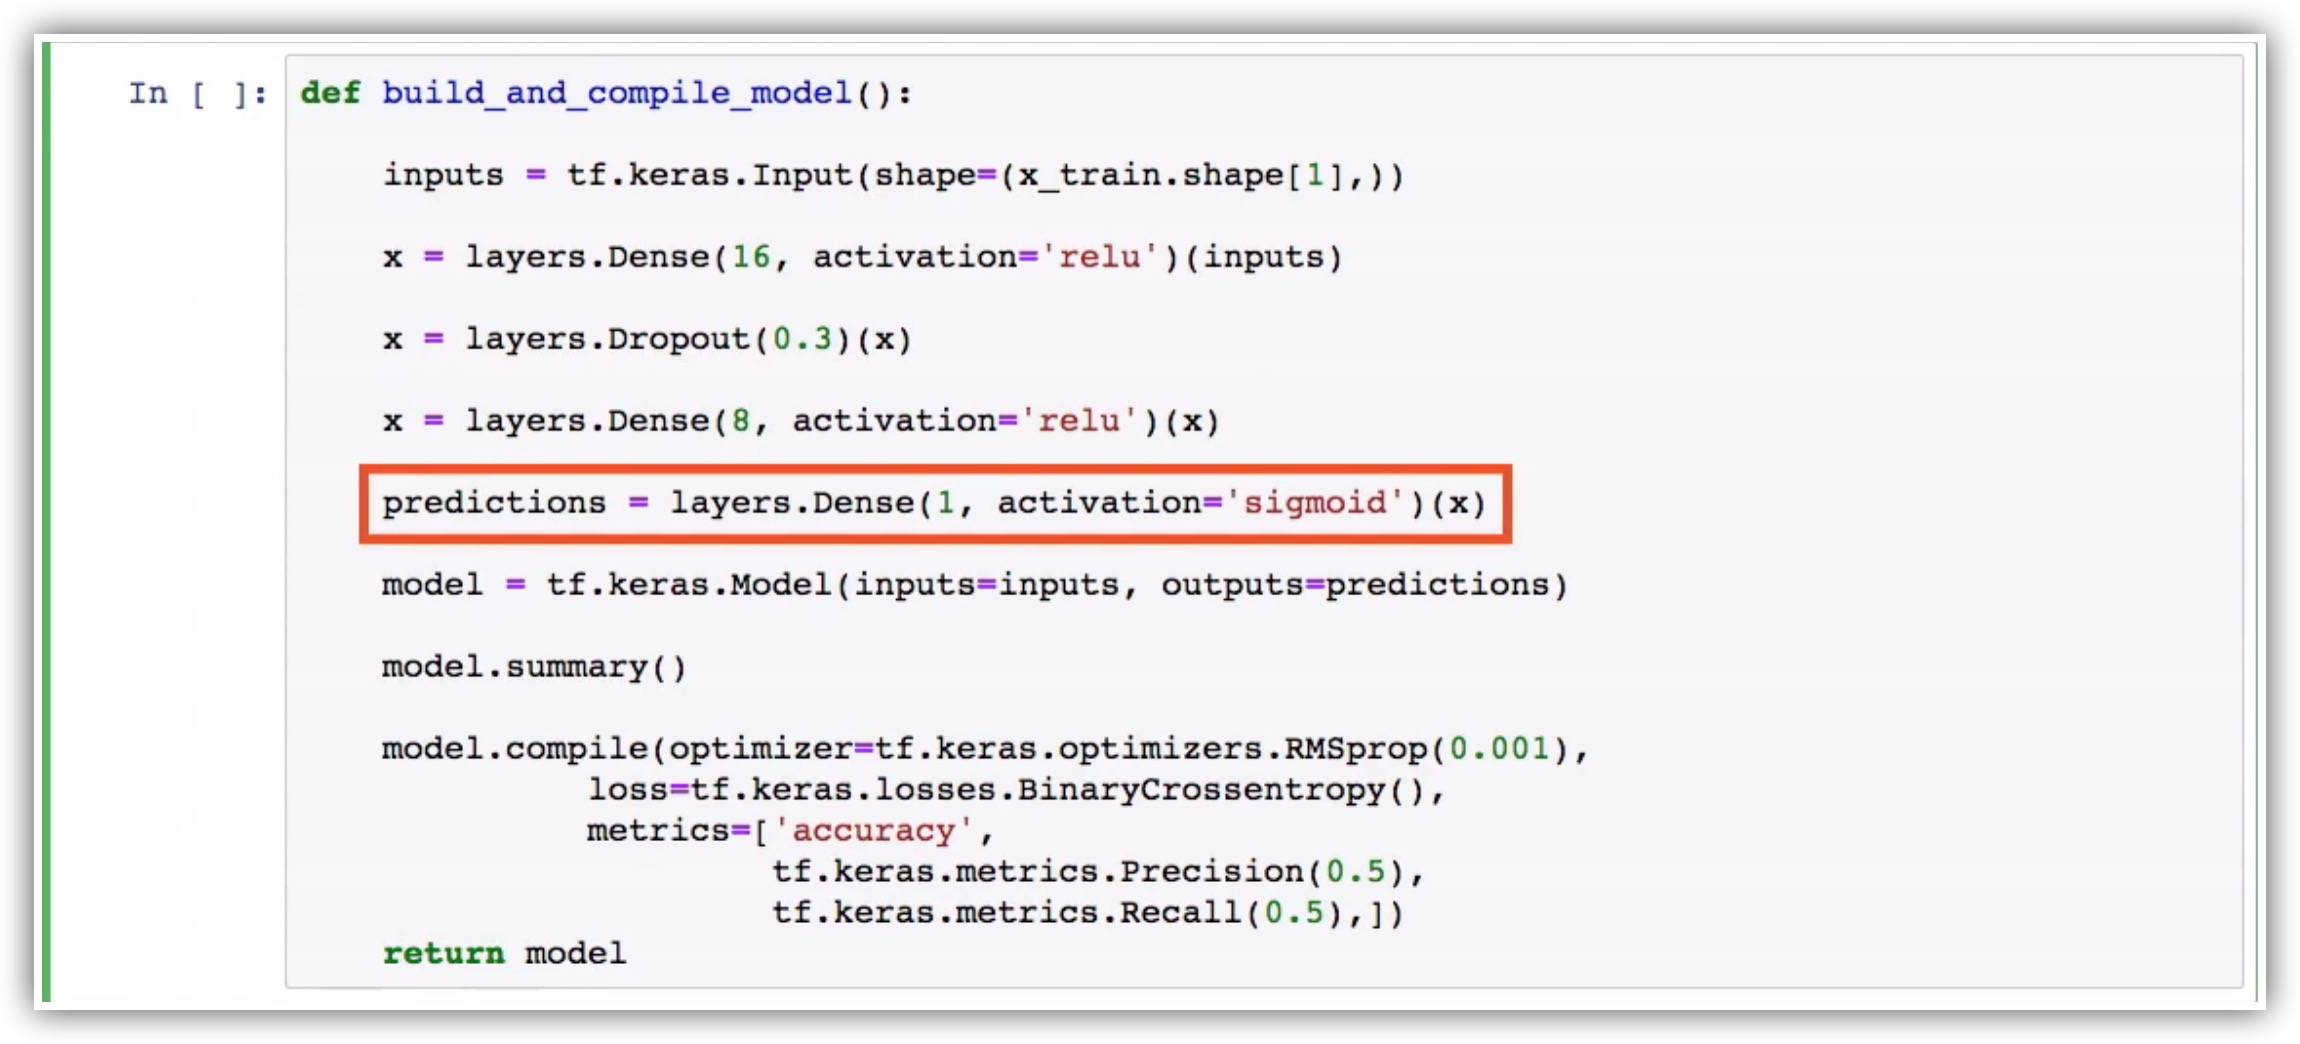 In [ ]: def build_and_compile_model():
inputs = tf.keras.Input(shape=(x_train.shape[1],))
x = layers.Dense(16, activation='relu')(inputs)
x = layers.Dropout(0.3)(x)
x = layers.Dense(8, activation='relu')(x)
predictions = layers.Dense(1, activation='sigmoid')(x)
model = tf.keras.Model(inputs=inputs, outputs=predictions)
model.summary()
model.compile(optimizer=tf.keras.optimizers.RMSprop(0.001),
loss=tf.keras.losses.BinaryCrossentropy(),
metrics=['accuracy',
tf.keras.metrics.Precision(0.5),
tf.keras.metrics.Recall(0.5),])
return model